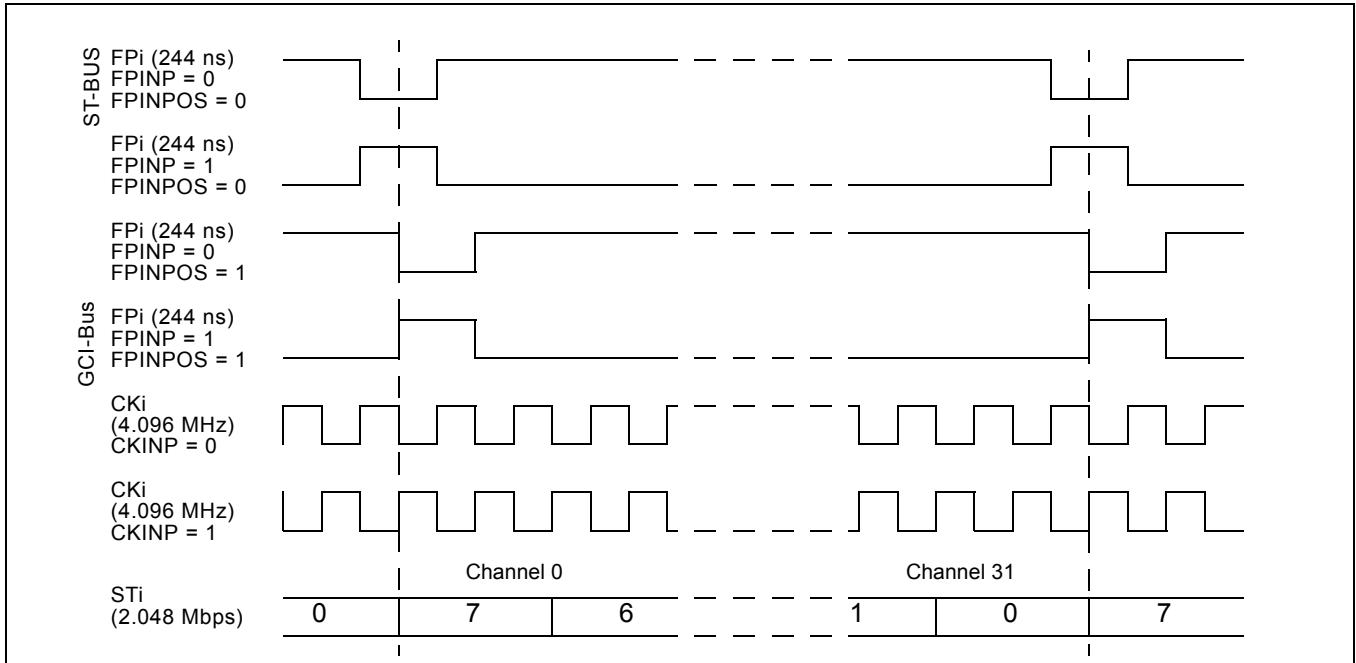 ST-BUS
FPi (244 ns)
FPINP = 0
FPINPOS = 0
FPi (244 ns)
FPINP = 1
FPINPOS = 0
FPi (244 ns)
FPINP = 0
FPINPOS = 1
GCI-Bus
FPi (244 ns)
FPINP = 1
FPINPOS = 1
CKi
(4.096 MHz)
CKINP = 0
CKi
(4.096 MHz)
CKINP = 1
Channel 0 Channel 31
STi
(2.048 Mbps)
0 7 6 1 0 7